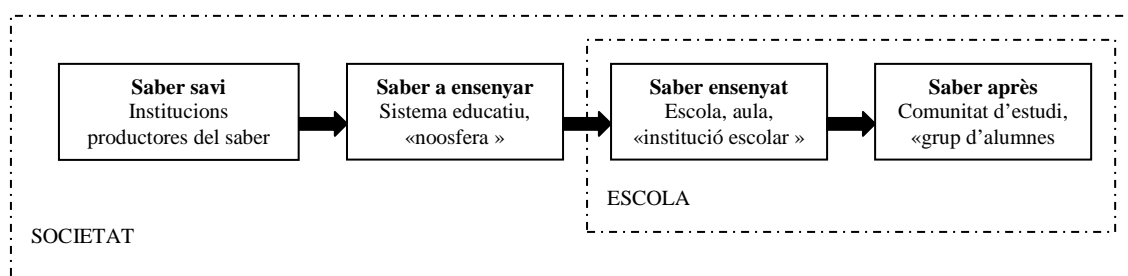 Saber savi
Institucions
productores del saber
Saber a ensenyar
Sistema educatiu,
«noosfera »
Saber ensenyat
Escola, aula,
«institució escolar »
Saber après
Comunitat d’estudi,
«grup d’alumnes
ESCOLA
SOCIETAT